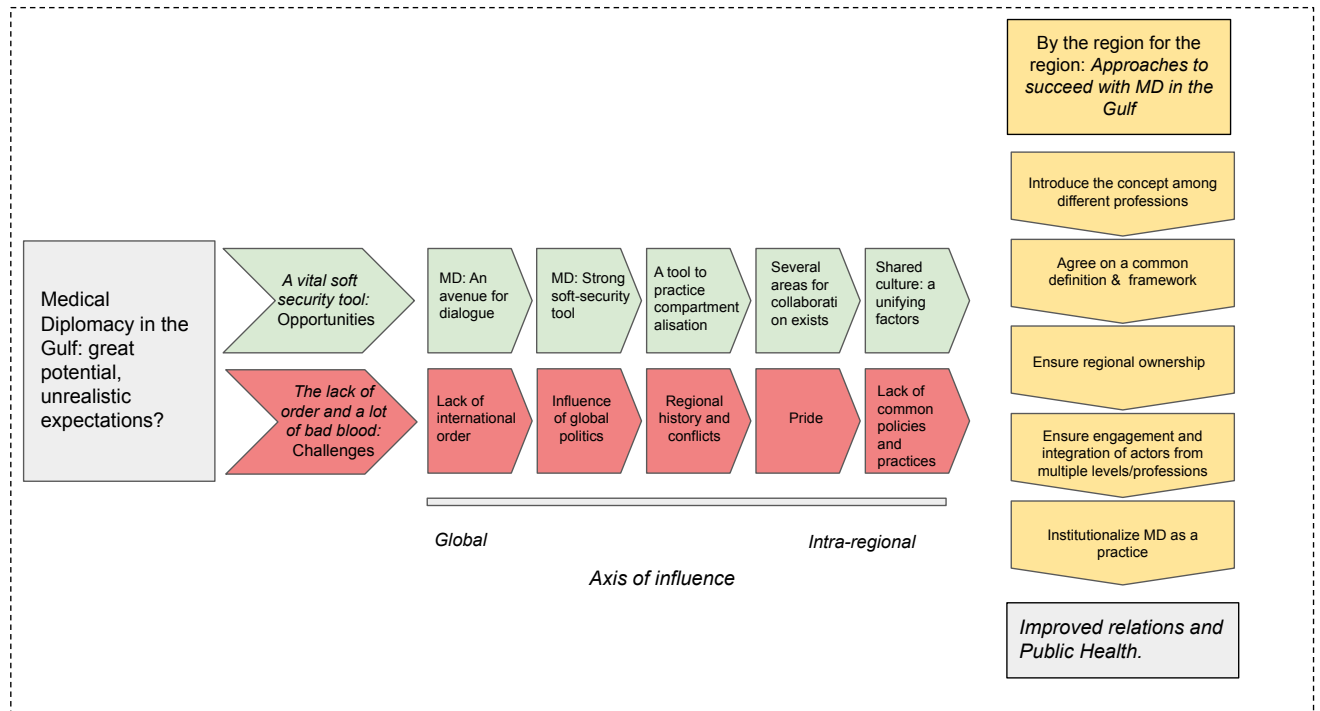 Medical
Diplomacy in the
Gulf: great
potential,
unrealistic
expectations?
A vital soft
security tool:
Opportunities
MD: An
avenue for
dialogue
MD: Strong
soft-security
tool
A tool to
practice
compartment
alisation
Several
areas for
collaborati
on exists
Shared
culture: a
unifying
factors
The lack of
order and a lot
of bad blood:
Challenges
Lack of
international
order
Influence
of global
politics
Regional
history and
conflicts
Pride
Lack of
common
policies
and
practices
Global
Intra-regional
Axis of influence
By the region for the
region: Approaches to
succeed with MD in the
Gulf
Introduce the concept among
different professions
Agree on a common
definition & framework
Ensure regional ownership
Ensure engagement and
integration of actors from
multiple levels/professions
Institutionalize MD as a
practice
Improved relations and
Public Health.